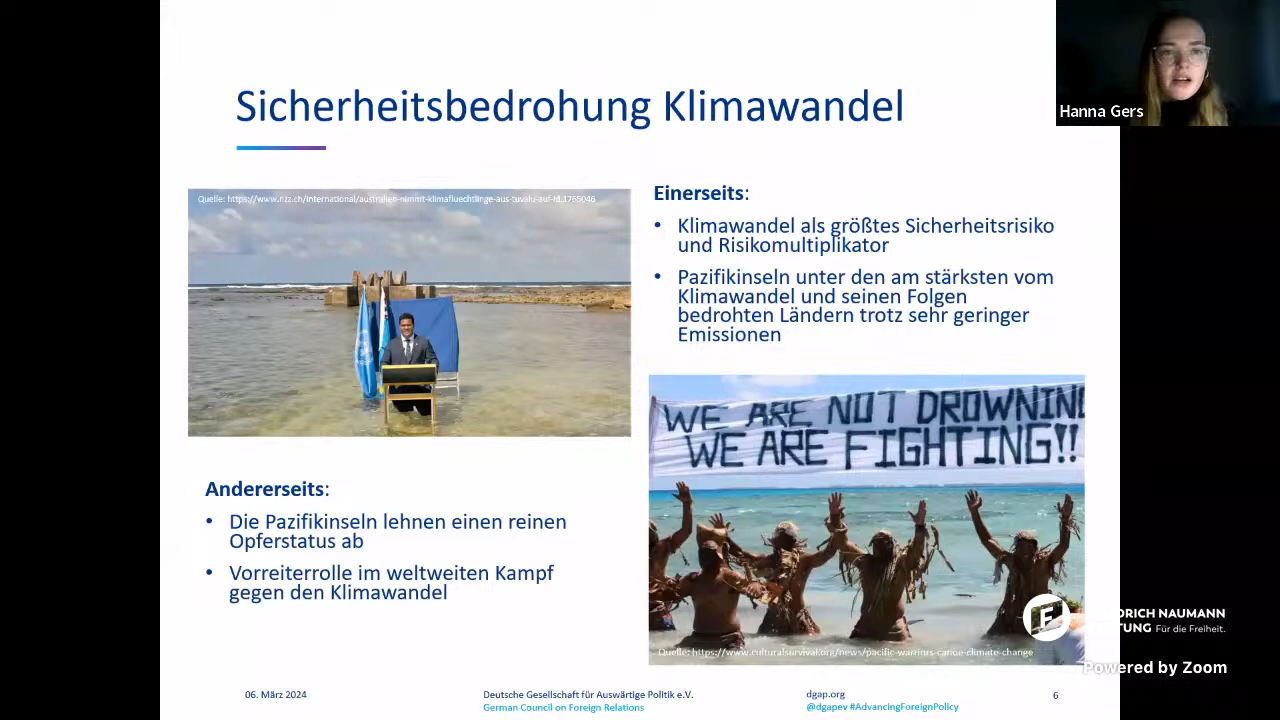 Sicherheitsbedrohung Klimawandel
Hanna Gers
Quelle: https://www.nzz.ch/international/australien-nimmt-klimafluechtlinge-aus-tuvalu-auf-ld.1765046
Einerseits:
• Klimawandel als größtes Sicherheitsrisiko
und Risikomultiplikator
• Pazifikinseln unter den am stärksten vom
Klimawandel und seinen Folgen
bedrohten Ländern trotz sehr geringer
Emissionen
WE ARE NOT DROWNING
WE ARE FIGHTING!!
Andererseits:
• Die Pazifikinseln lehnen einen reinen
Opferstatus ab
• Vorreiterrolle im weltweiten Kampf
gegen den Klimawandel
Quelle: https://www.culturalsurvival.org/news/pacific-warriors-canoe-climate-change
F
NAUMANN
Für die Freiheit.
Powered by Zoom
06. März 2024
Deutsche Gesellschaft für Auswärtige Politik e.V.
German Council on Foreign Relations
dgap.org
@dgapev #AdvancingForeignPolicy
6